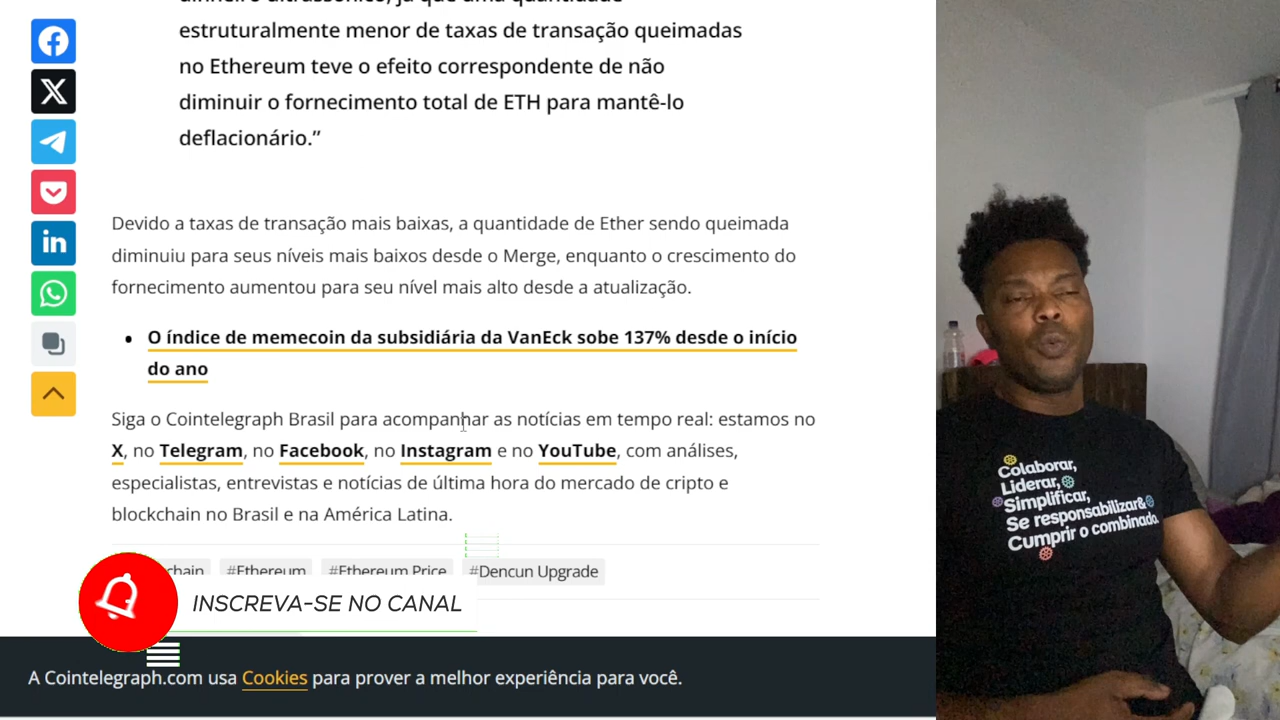 estruturalmente menor de taxas de transação queimadas
no Ethereum teve o efeito correspondente de não
diminuir o fornecimento total de ETH para mantê-lo
deflacionário.”
Devido a taxas de transação mais baixas, a quantidade de Ether sendo queimada
diminuiu para seus níveis mais baixos desde o Merge, enquanto o crescimento do
fornecimento aumentou para seu nível mais alto desde a atualização.
• O índice de memecoin da subsidiária da VanEck sobe 137% desde o início
do ano
Siga o Cointelegraph Brasil para acompanhar as notícias em tempo real: estamos no
X, no Telegram, no Facebook, no Instagram e no YouTube, com análises,
especialistas, entrevistas e notícias de última hora do mercado de cripto e
blockchain no Brasil e na América Latina.
#Ethereum #Ethereum Price #Dencun Upgrade
INSCREVA-SE NO CANAL
A Cointelegraph.com usa Cookies para prover a melhor experiência para você.
Colaborar,
Liderar,
Simplificar,
Se responsabilizar&
Cumprir o combinado.